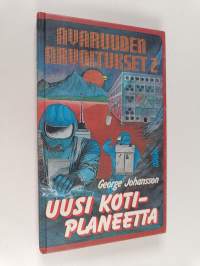 AVARUUDEN
ARVOITUKSET 2
George Johansson
UUSI KOTI-
PLANEETTA